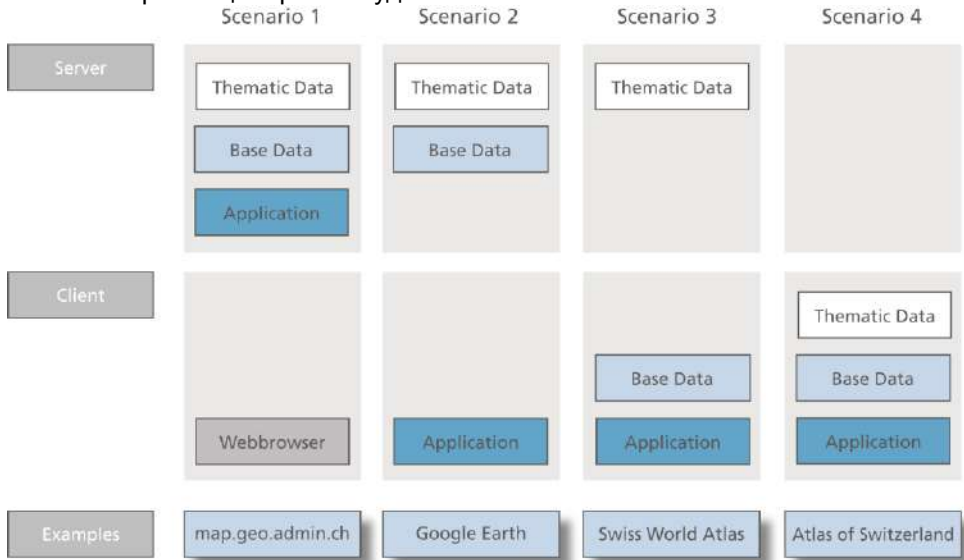 Scenario 1 Scenario 2 Scenario 3 Scenario 4
Server
Thematic Data Thematic Data Thematic Data
Base Data Base Data
Application
Client
Thematic Data
Base Data Base Data
Webbrowser Application Application Application
Examples map.geo.admin.ch Google Earth Swiss World Atlas Atlas of Switzerland